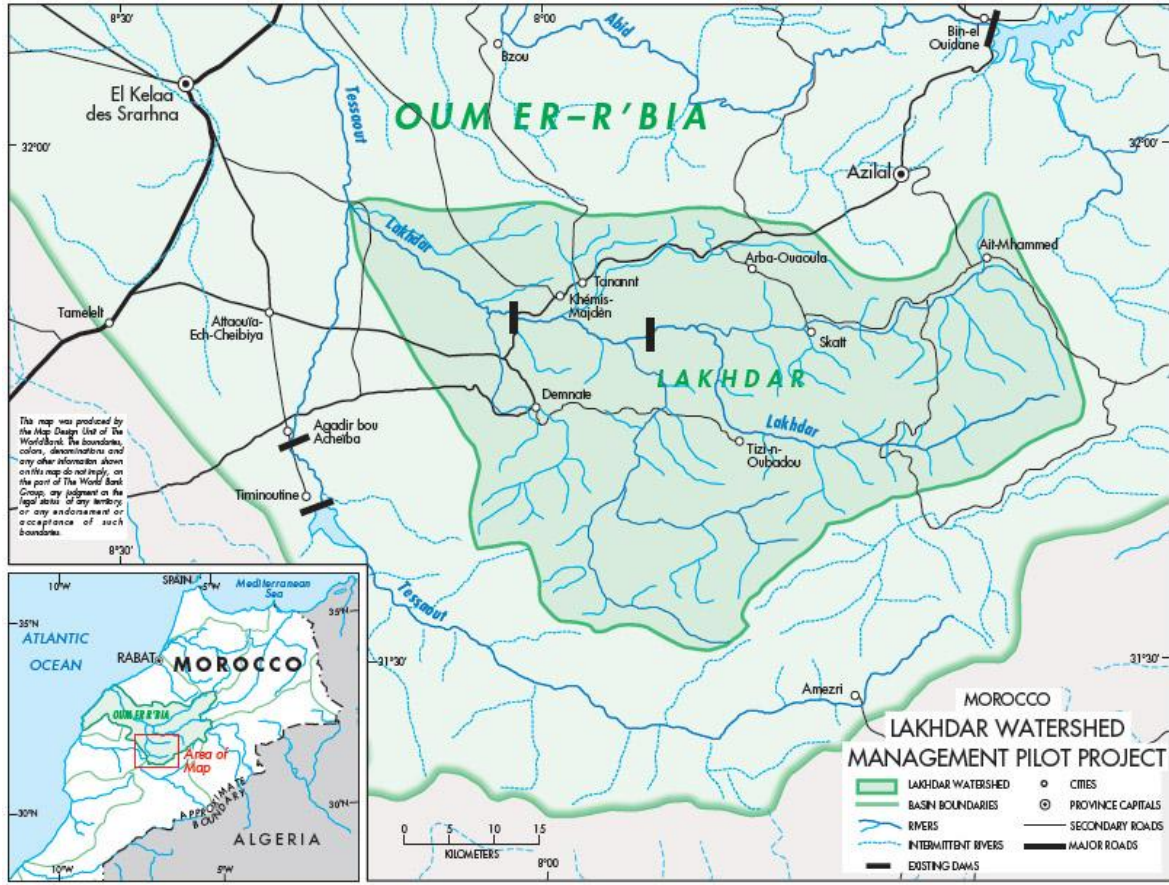 8°30'
8°00'
Abid
Bin-el
Ouidane
Bzou
El Kelaa
des Srarhna
Tessaout
OUM ER–R'BIA
32°00'
32°00'
Azilal
Lakhdar
Ait-Mhammed
Arba-Ouaoula
Tanannt
Khémis-
Majdén
Tamelelt
Attaouïa-
Ech-Cheibiya
Skatt
LAKHDAR
Demnate
Lakhdar
Agadir bou
Acheïba
Tizi-n-
Oubadou
Timinoutine
This map was produced by
the Map Design Unit of The
World Bank. The boundaries,
colors, denominations and
any other information shown
on this map do not imply, on
the part of The World Bank
Group, any judgment on the
legal status of any territory,
or any endorsement or
acceptance of such
boundaries.
8°30'
Tessaout
31°30'
31°30'
Amezri
10°W
SPAIN
5°W
Mediterranean
Sea
35°N
35°N
ATLANTIC
OCEAN
RABAT
MOROCCO
OUM ER R'BIA
Area of
Map
30°N
30°N
APPROXIMATE
BOUNDARY
ALGERIA
10°W
5°W
0 5 10 15
KILOMETERS
8°00'
MOROCCO
LAKHDAR WATERSHED
MANAGEMENT PILOT PROJECT
LAKHDAR WATERSHED
BASIN BOUNDARIES
RIVERS
INTERMITTENT RIVERS
EXISTING DAMS
CITIES
PROVINCE CAPITALS
SECONDARY ROADS
MAJOR ROADS